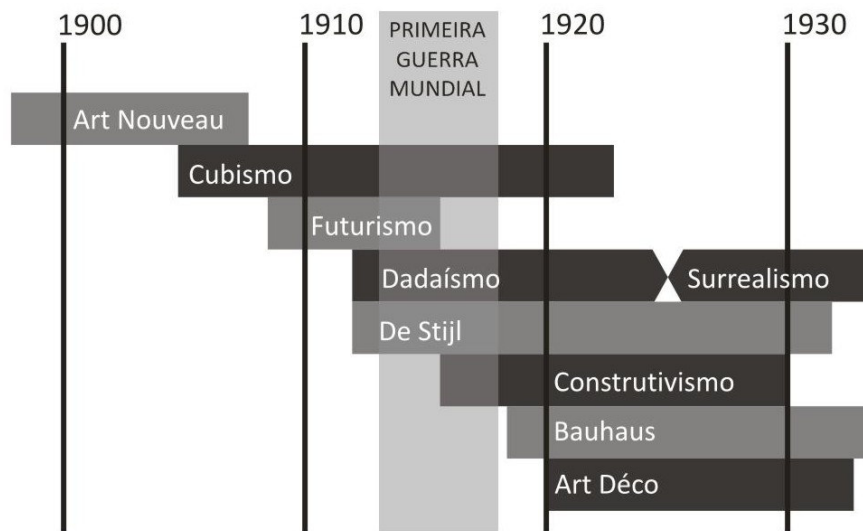 1900
1910
PRIMEIRA
GUERRA
MUNDIAL
1920
1930
Art Nouveau
Cubismo
Futurismo
Dadaísmo
Surrealismo
De Stijl
Construtivismo
Bauhaus
Art Déco